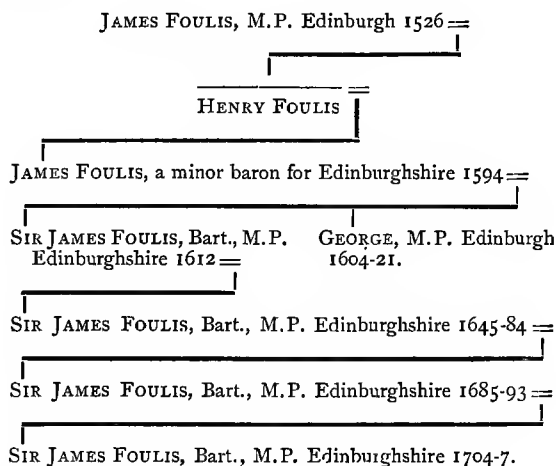 JAMES FOULIS, M.P. Edinburgh 1526
HENRY FOULIS
JAMES FOULIS, a minor baron for Edinburghshire 1594
SIR JAMES FOULIS, Bart., M.P. Edinburghshire 1612
GEORGE, M.P. Edinburgh 1604-21.
SIR JAMES FOULIS, Bart., M.P. Edinburghshire 1645-84
SIR JAMES FOULIS, Bart., M.P. Edinburghshire 1685-93
SIR JAMES FOULIS, Bart., M.P. Edinburghshire 1704-7.